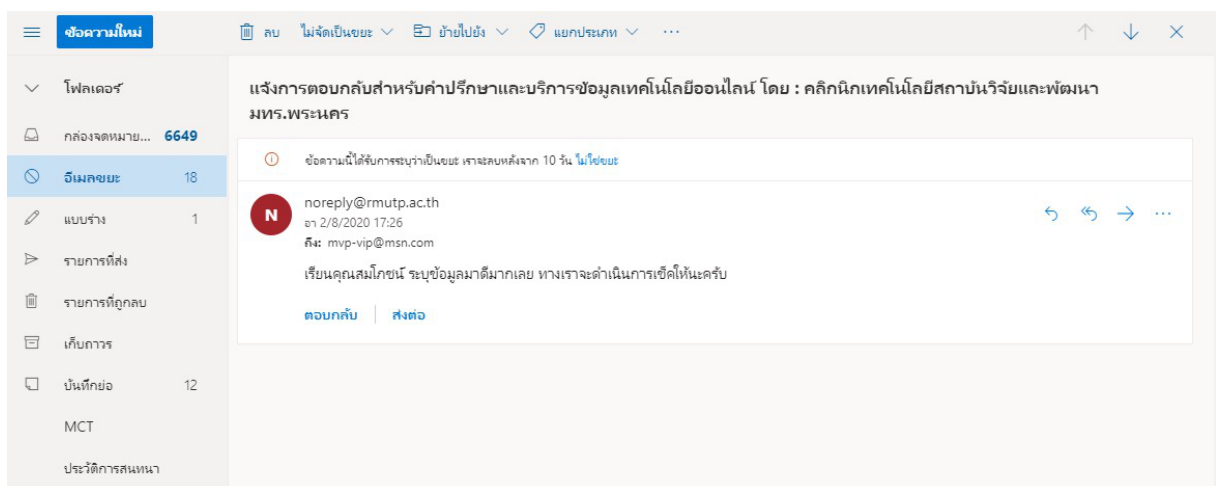 ข้อความใหม่
ลบ ไม่จัดเป็นขยะ ย้ายไปยัง แยกประเภท ...
โฟลเดอร์
กล่องจดหมาย... 6649
อีเมลขยะ 18
แบบร่าง 1
รายการที่ส่ง
รายการที่ถูกลบ
เก็บถาวร
บันทึกย่อ 12
MCT
ประวัติการสนทนา
แจ้งการตอบกลับสำหรับคำปรึกษาและบริการข้อมูลเทคโนโลยีออนไลน์ โดย : คลิกนิกเทคโนโลยีสถาบันวิจัยและพัฒนา
มทร.พระนคร
ข้อความนี้ได้รับการระบุว่าเป็นขยะ เราจะลบหลังจาก 10 วัน ไม่ใช่ขยะ
N
noreply@rmutp.ac.th
อา 2/8/2020 17:26
ถึง: mvp-vip@msn.com
เรียนคุณสมโภชน์ ระบุข้อมูลมาดีมากเลย ทางเราจะดำเนินการเช็คให้นะครับ
ตอบกลับ ส่งต่อ